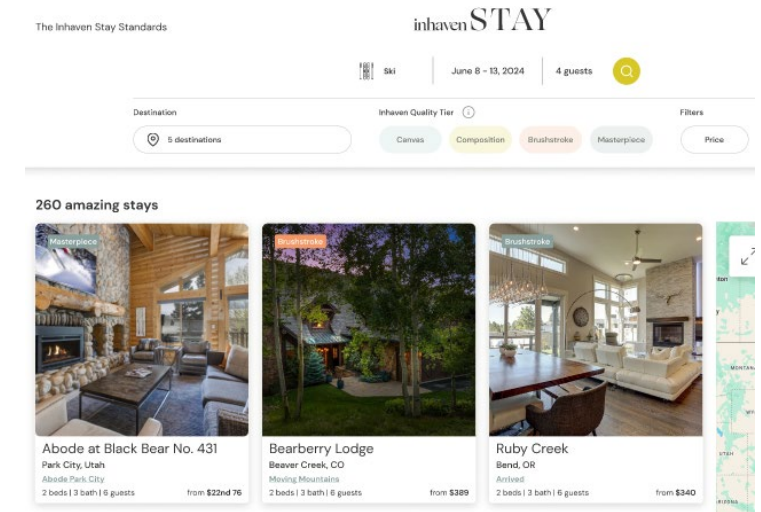 The Inhaven Stay Standards
inhaven STAY
Ski
June 8 - 13, 2024
4 guests
Destination
Inhaven Quality Tier
Filters
5 destinations
Canvas
Composition
Brushstroke
Masterpiece
Price
260 amazing stays
Masterpiece
Abode at Black Bear No. 431
Park City, Utah
Abode Park City
2 beds | 3 bath | 6 guests
from $22nd 76
Brushstroke
Bearberry Lodge
Beaver Creek, CO
Moving Mountains
2 beds | 3 bath | 6 guests
from $389
Brushstroke
Ruby Creek
Bend, OR
Arrived
2 beds | 3 bath | 6 guests
from $340
UTAH